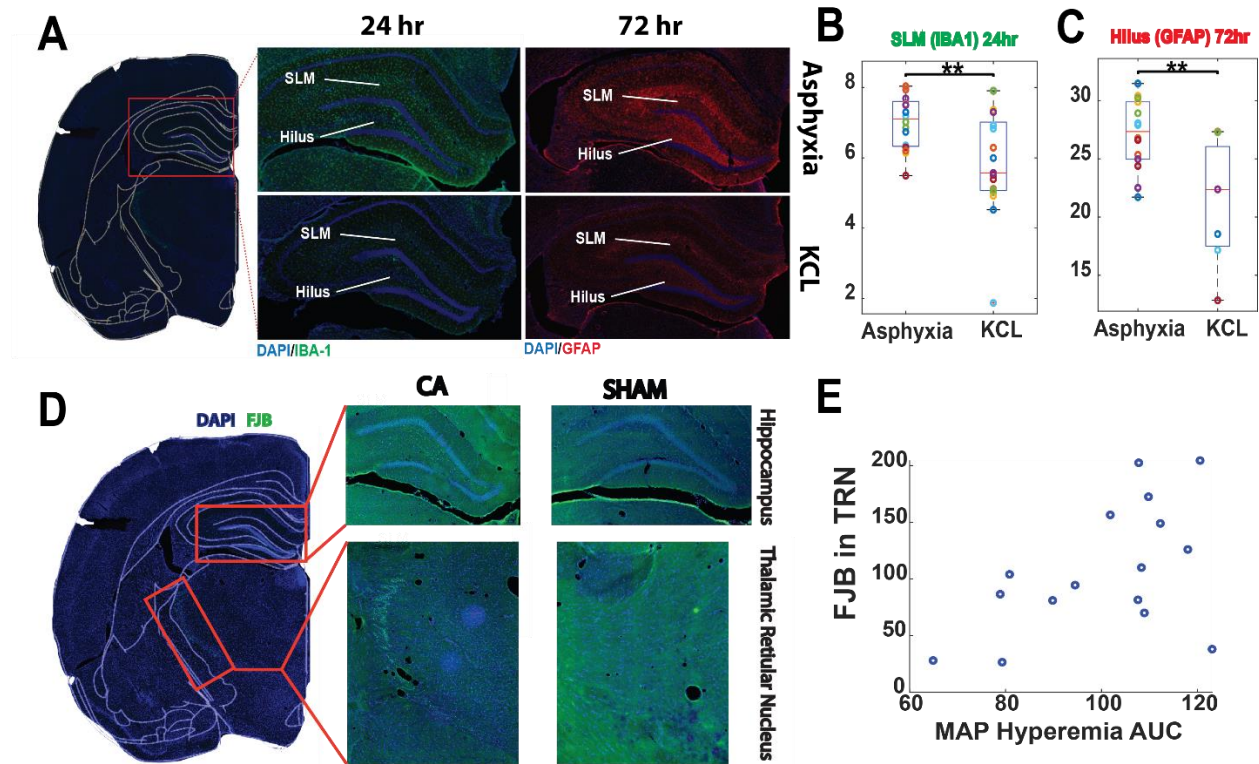 A
24 hr
72 hr
SLM
Hilus
SLM
Hilus
SLM
Hilus
SLM
Hilus
DAPI/IBA-1
DAPI/GFAP
Asphyxia
KCL
B
SLM (IBA1) 24hr
**
8
6
4
2
Asphyxia
KCL
C
Hilus (GFAP) 72hr
**
30
25
20
15
Asphyxia
KCL
D
DAPI FJB
CA
SHAM
Hippocampus
Thalamic Retiular Nucleus
E
FJB in TRN
200
150
100
50
0
60
80
100
120
MAP Hyperemia AUC